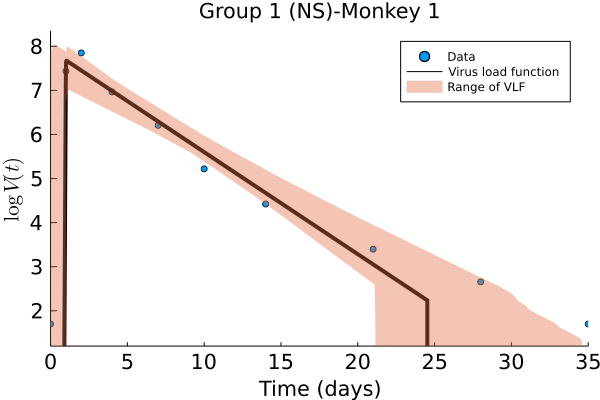 Group 1 (NS)-Monkey 1
Data
Virus load function
Range of VLF
log V(t)
8
7
6
5
4
3
2
0 5 10 15 20 25 30 35
Time (days)